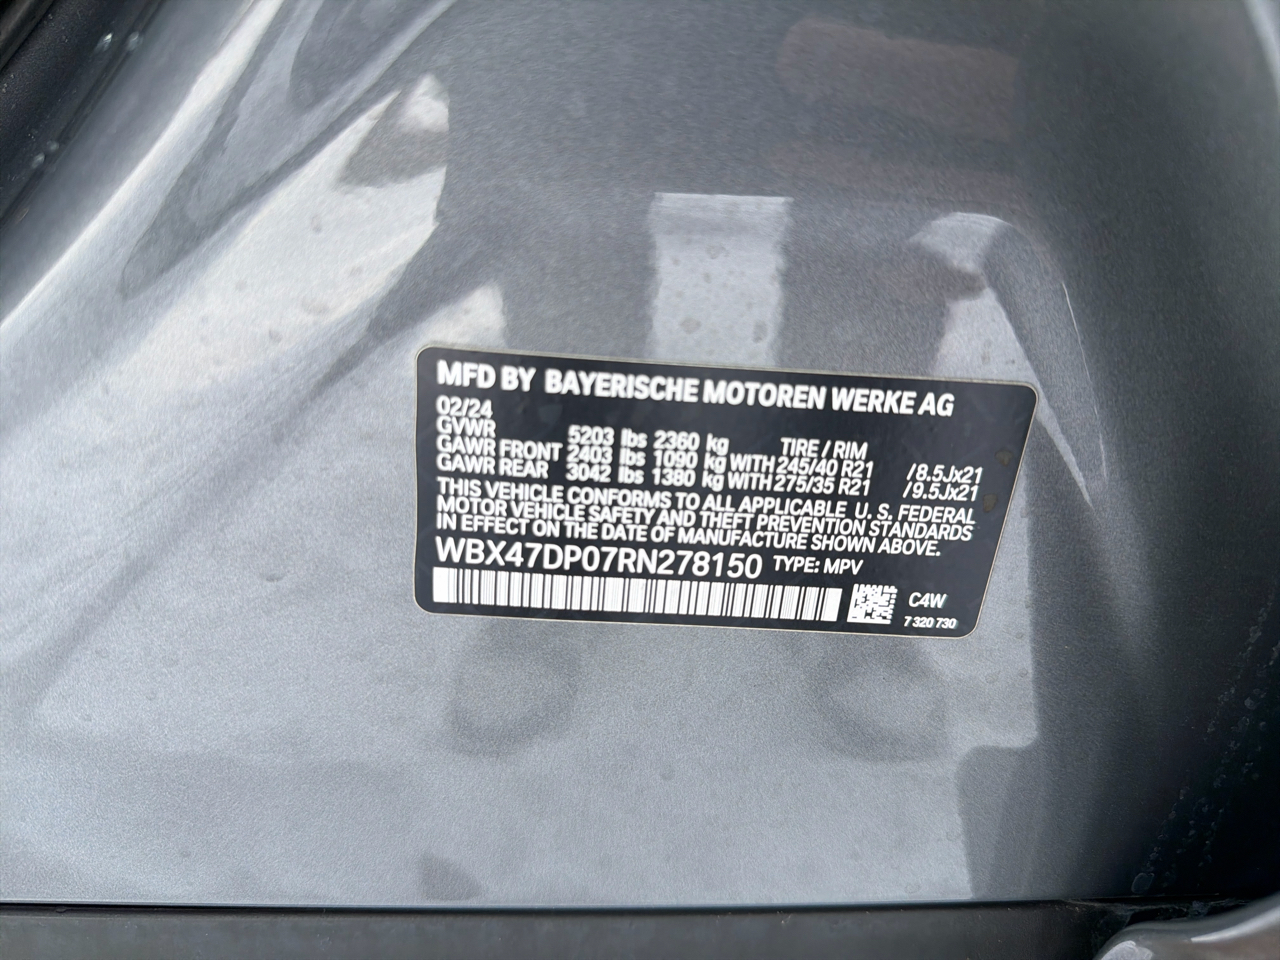 MFD BY BAYERISCHE MOTOREN WERKE AG
02/24
GVWR 5203 lbs 2360 kg TIRE / RIM
GAWR FRONT 2403 lbs 1090 kg WITH 245/40 R21 /8.5Jx21
GAWR REAR 3042 lbs 1380 kg WITH 275/35 R21 /9.5Jx21
THIS VEHICLE CONFORMS TO ALL APPLICABLE U. S. FEDERAL
MOTOR VEHICLE SAFETY AND THEFT PREVENTION STANDARDS
IN EFFECT ON THE DATE OF MANUFACTURE SHOWN ABOVE.
WBX47DP07RN278150 TYPE: MPV
C4W
7 320 730